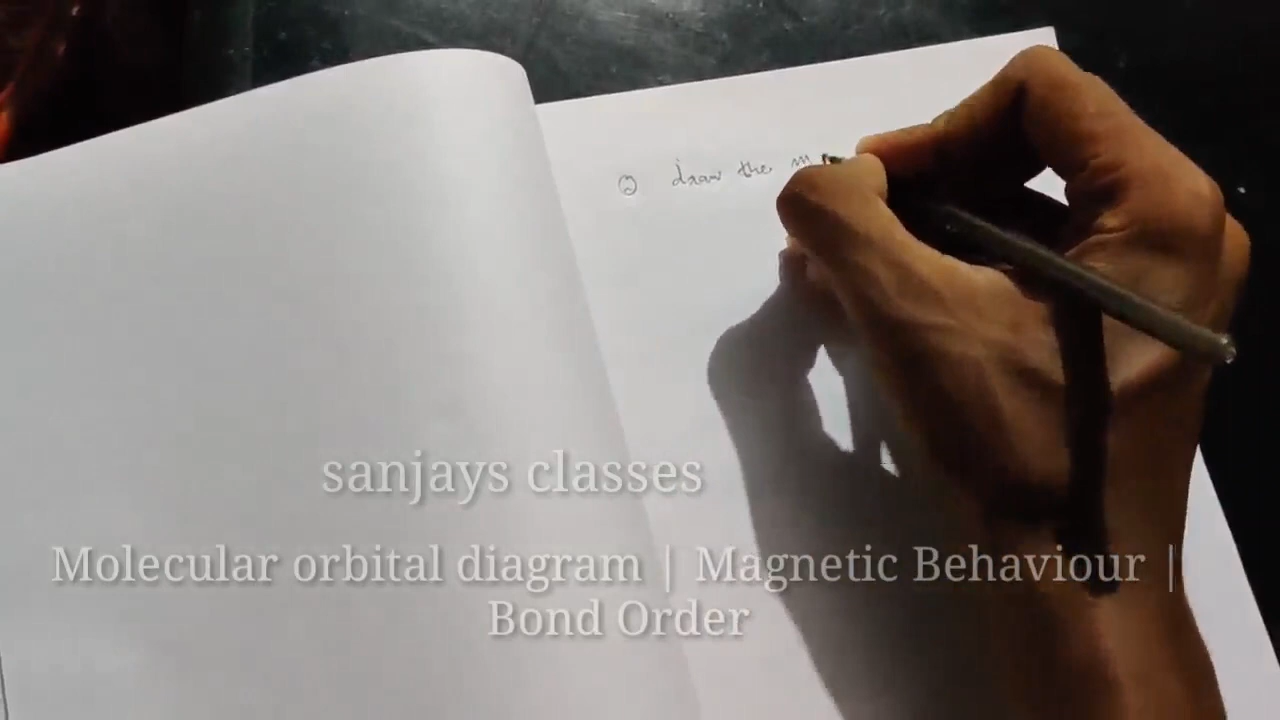 Q draw the m
sanjays classes
Molecular orbital diagram | Magnetic Behaviour |
Bond Order